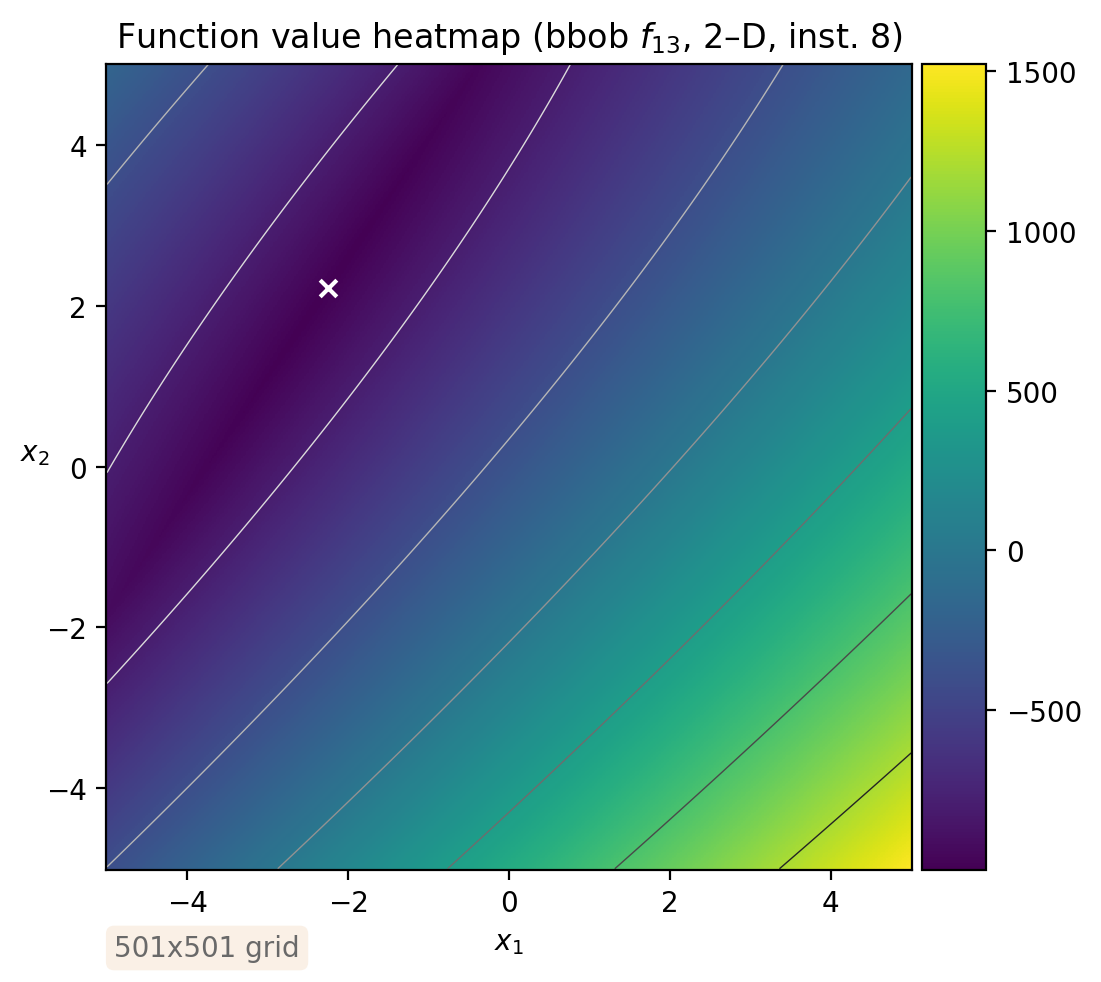 Function value heatmap (bbob f₁₃, 2–D, inst. 8)
1500
1000
500
0
−500
4
2
0
−2
−4
x₂
−4 −2 0 2 4
x₁
501x501 grid